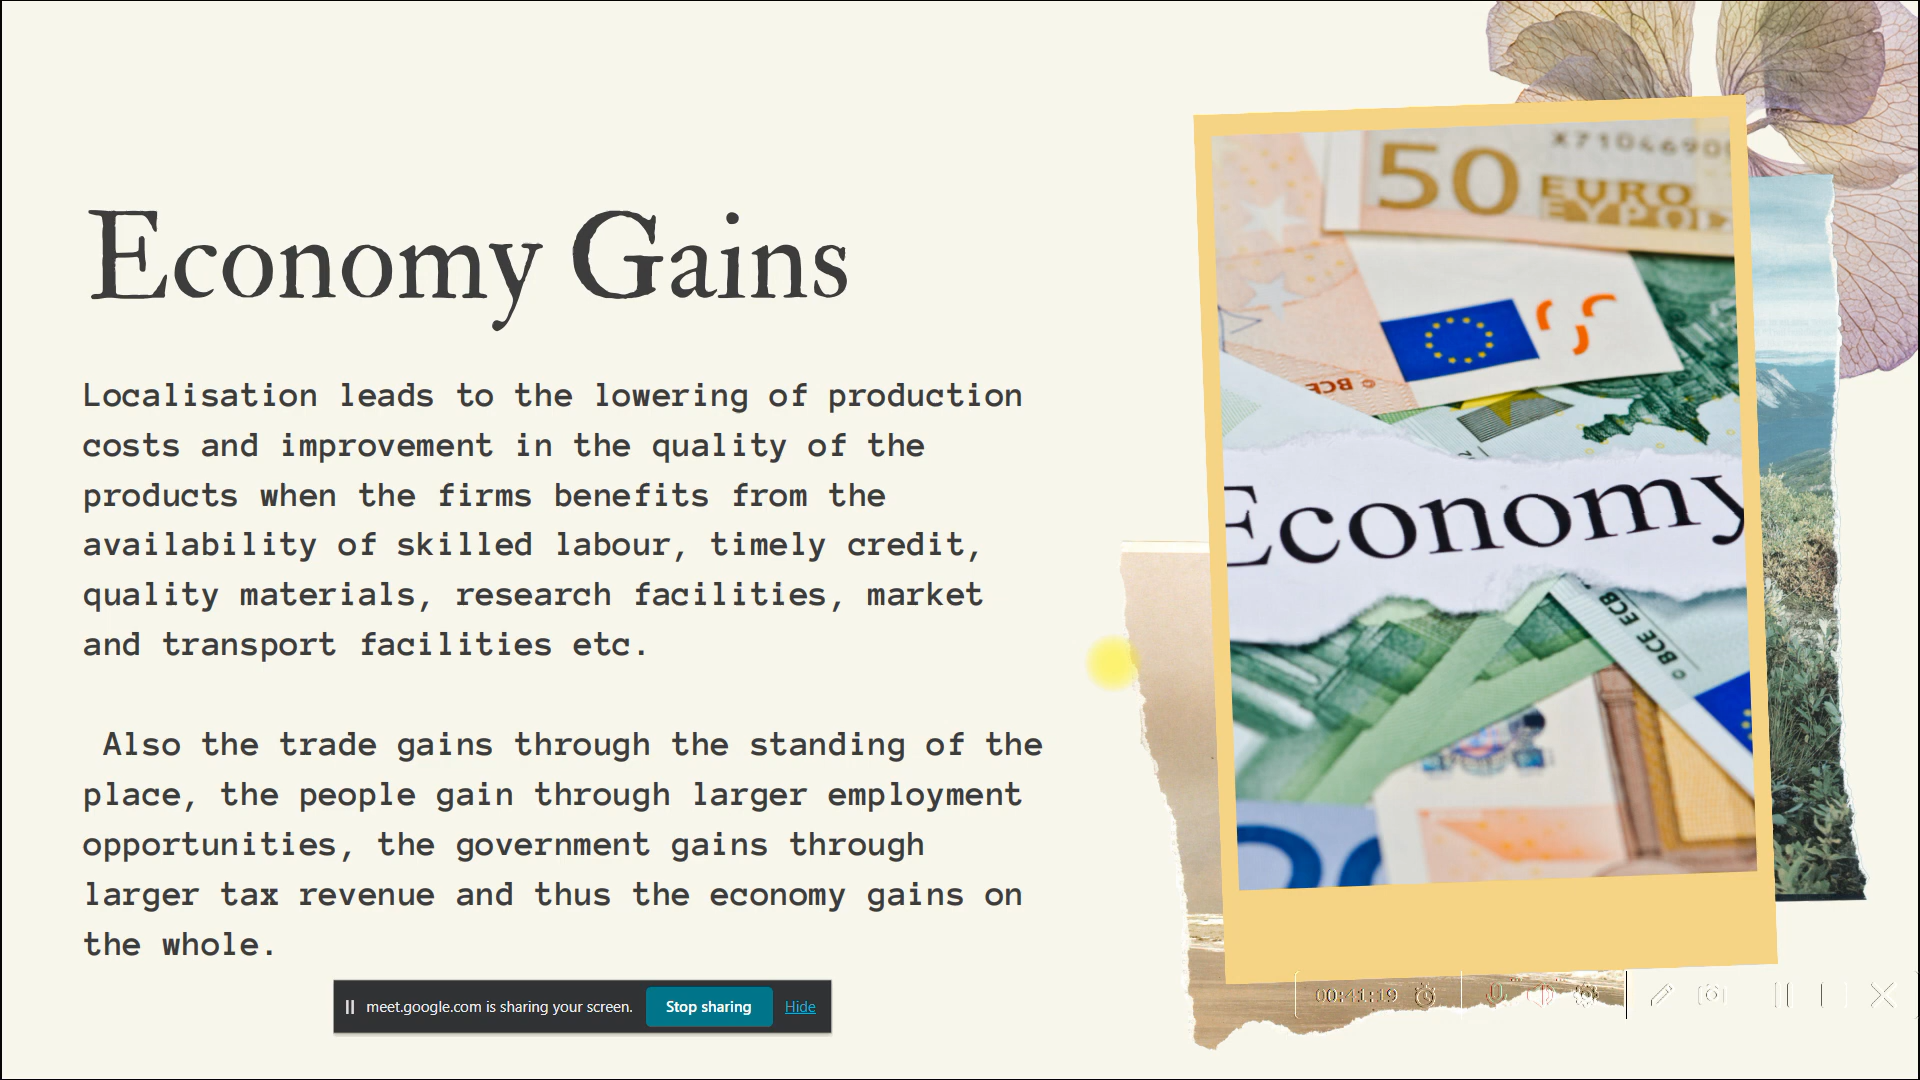 Economy Gains
Localisation leads to the lowering of production
costs and improvement in the quality of the
products when the firms benefits from the
availability of skilled labour, timely credit,
quality materials, research facilities, market
and transport facilities etc.
Also the trade gains through the standing of the
place, the people gain through larger employment
opportunities, the government gains through
larger tax revenue and thus the economy gains on
the whole.
50 EURO
ΕΥΡΩ
© BCE
Economy
© BCE ECB
meet.google.com is sharing your screen.
Stop sharing
Hide
00:41:19